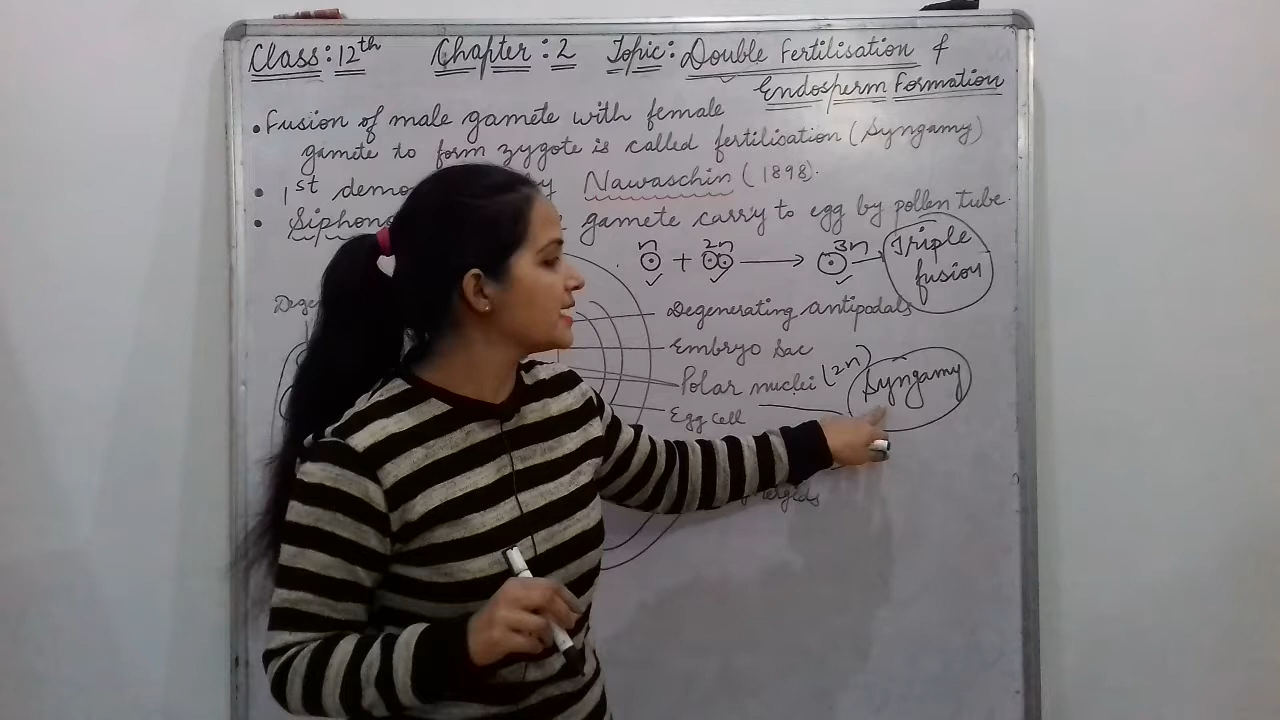 Class: 12th Chapter: 2 Topic: Double Fertilisation &
Endosperm Formation
• Fusion of male gamete with female
gamete to form zygote is called fertilisation (Syngamy)
• 1st by Nawaschin (1898).
• gamete carry to egg by pollen tube.
n + 2n → 3n Triple
fusion
Degenerating antipodals
Embryo Sac
Polar nuclei (2n) Syngamy
Egg cell